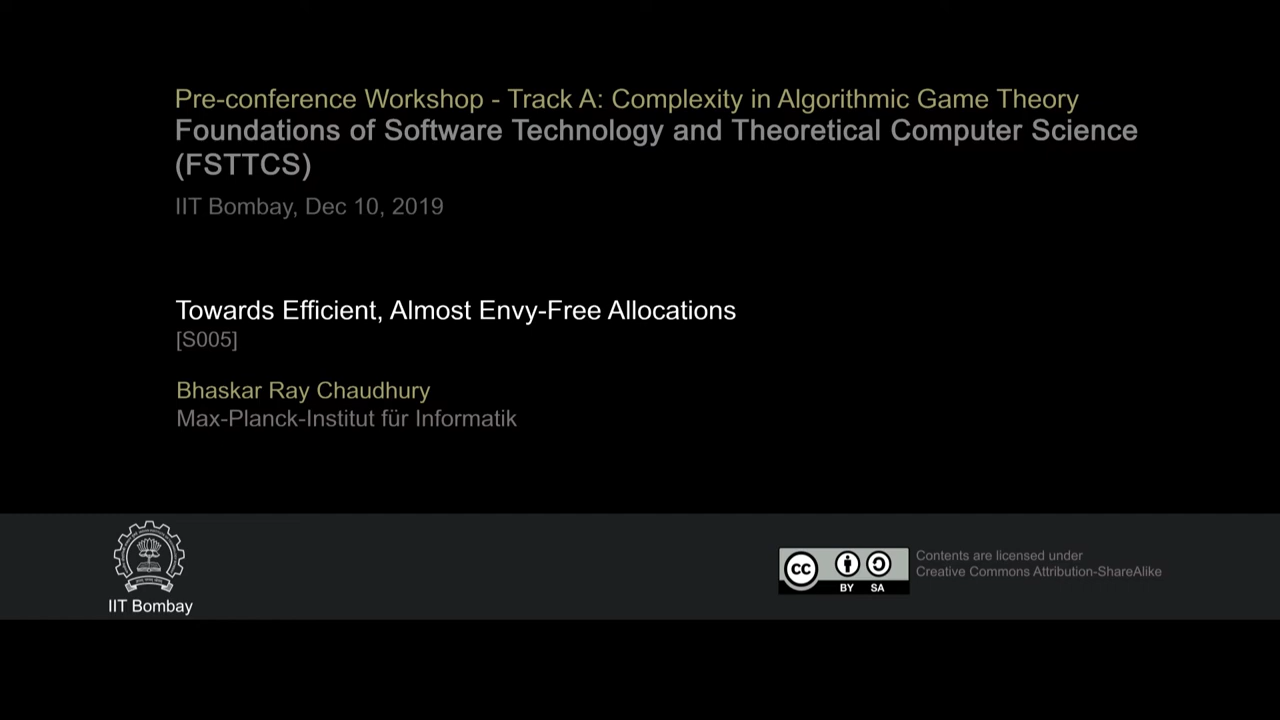 Pre-conference Workshop - Track A: Complexity in Algorithmic Game Theory
Foundations of Software Technology and Theoretical Computer Science
(FSTTCS)
IIT Bombay, Dec 10, 2019
Towards Efficient, Almost Envy-Free Allocations
[S005]
Bhaskar Ray Chaudhury
Max-Planck-Institut für Informatik
IIT Bombay
cc
BY SA
Contents are licensed under
Creative Commons Attribution-ShareAlike